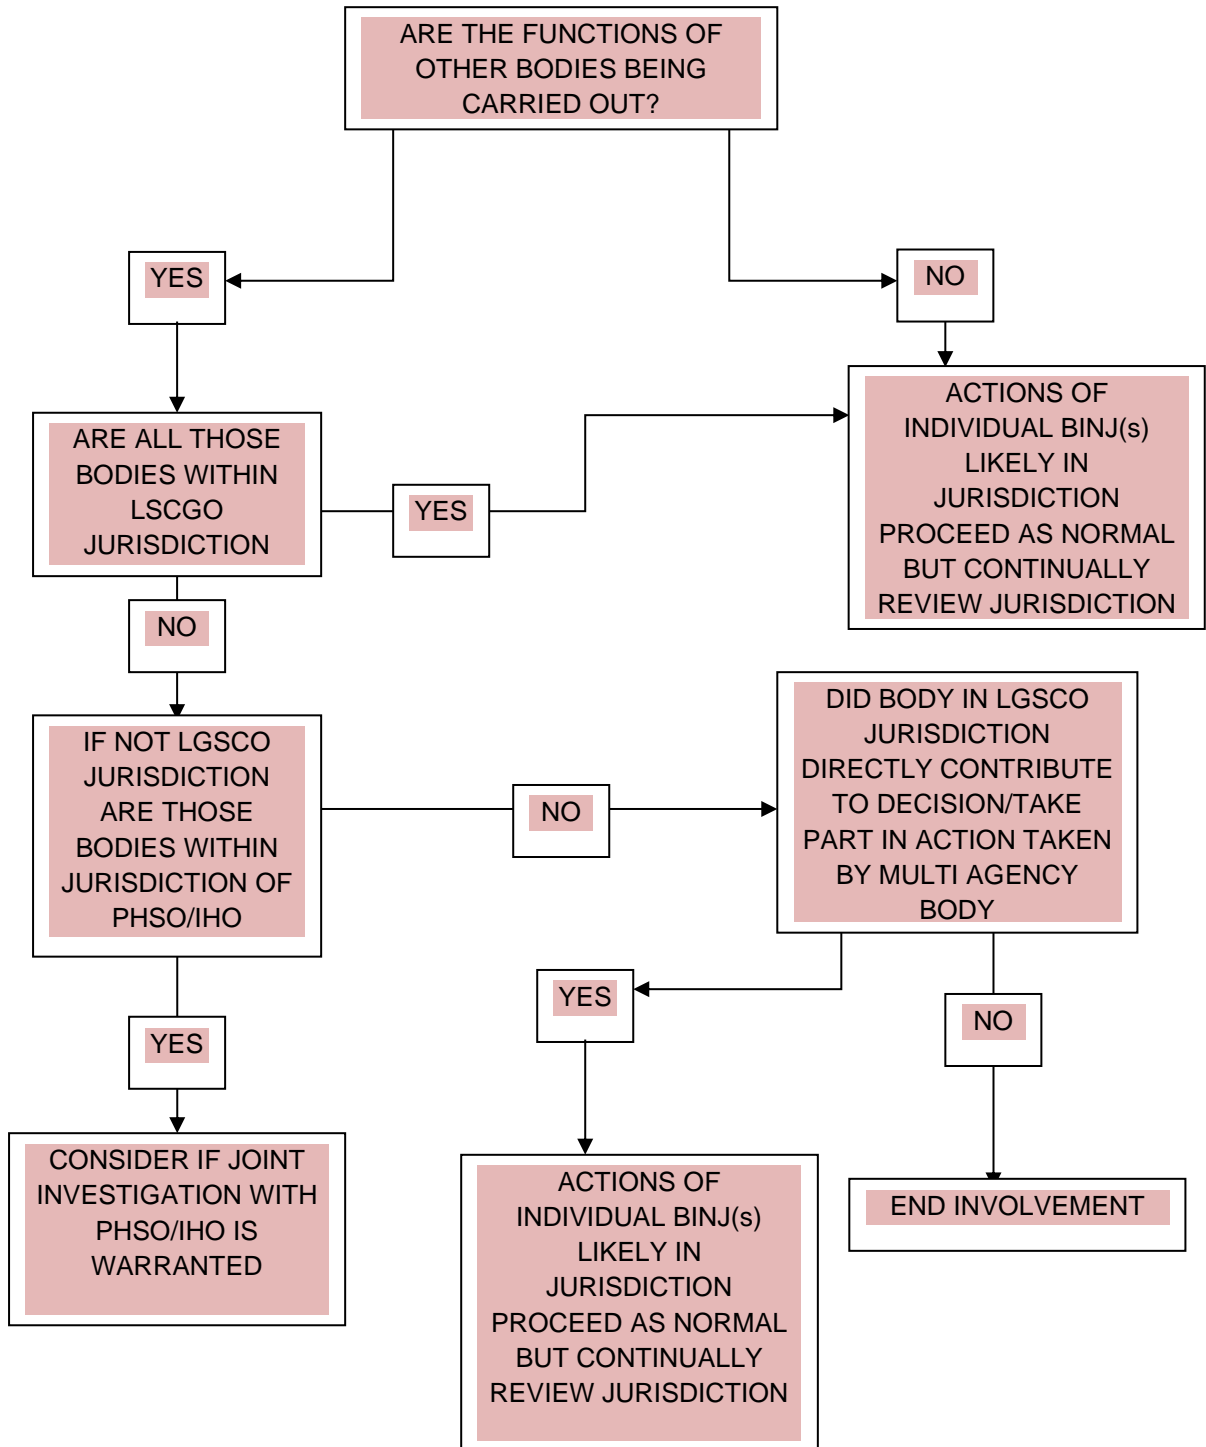 ARE THE FUNCTIONS OF
OTHER BODIES BEING
CARRIED OUT?
YES
NO
ARE ALL THOSE
BODIES WITHIN
LSCGO
JURISDICTION
YES
ACTIONS OF
INDIVIDUAL BINJ(s)
LIKELY IN
JURISDICTION
PROCEED AS NORMAL
BUT CONTINUALLY
REVIEW JURISDICTION
NO
IF NOT LGSCO
JURISDICTION
ARE THOSE
BODIES WITHIN
JURISDICTION OF
PHSO/IHO
NO
DID BODY IN LGSCO
JURISDICTION
DIRECTLY CONTRIBUTE
TO DECISION/TAKE
PART IN ACTION TAKEN
BY MULTI AGENCY
BODY
YES
YES
NO
CONSIDER IF JOINT
INVESTIGATION WITH
PHSO/IHO IS
WARRANTED
ACTIONS OF
INDIVIDUAL BINJ(s)
LIKELY IN
JURISDICTION
PROCEED AS NORMAL
BUT CONTINUALLY
REVIEW JURISDICTION
END INVOLVEMENT